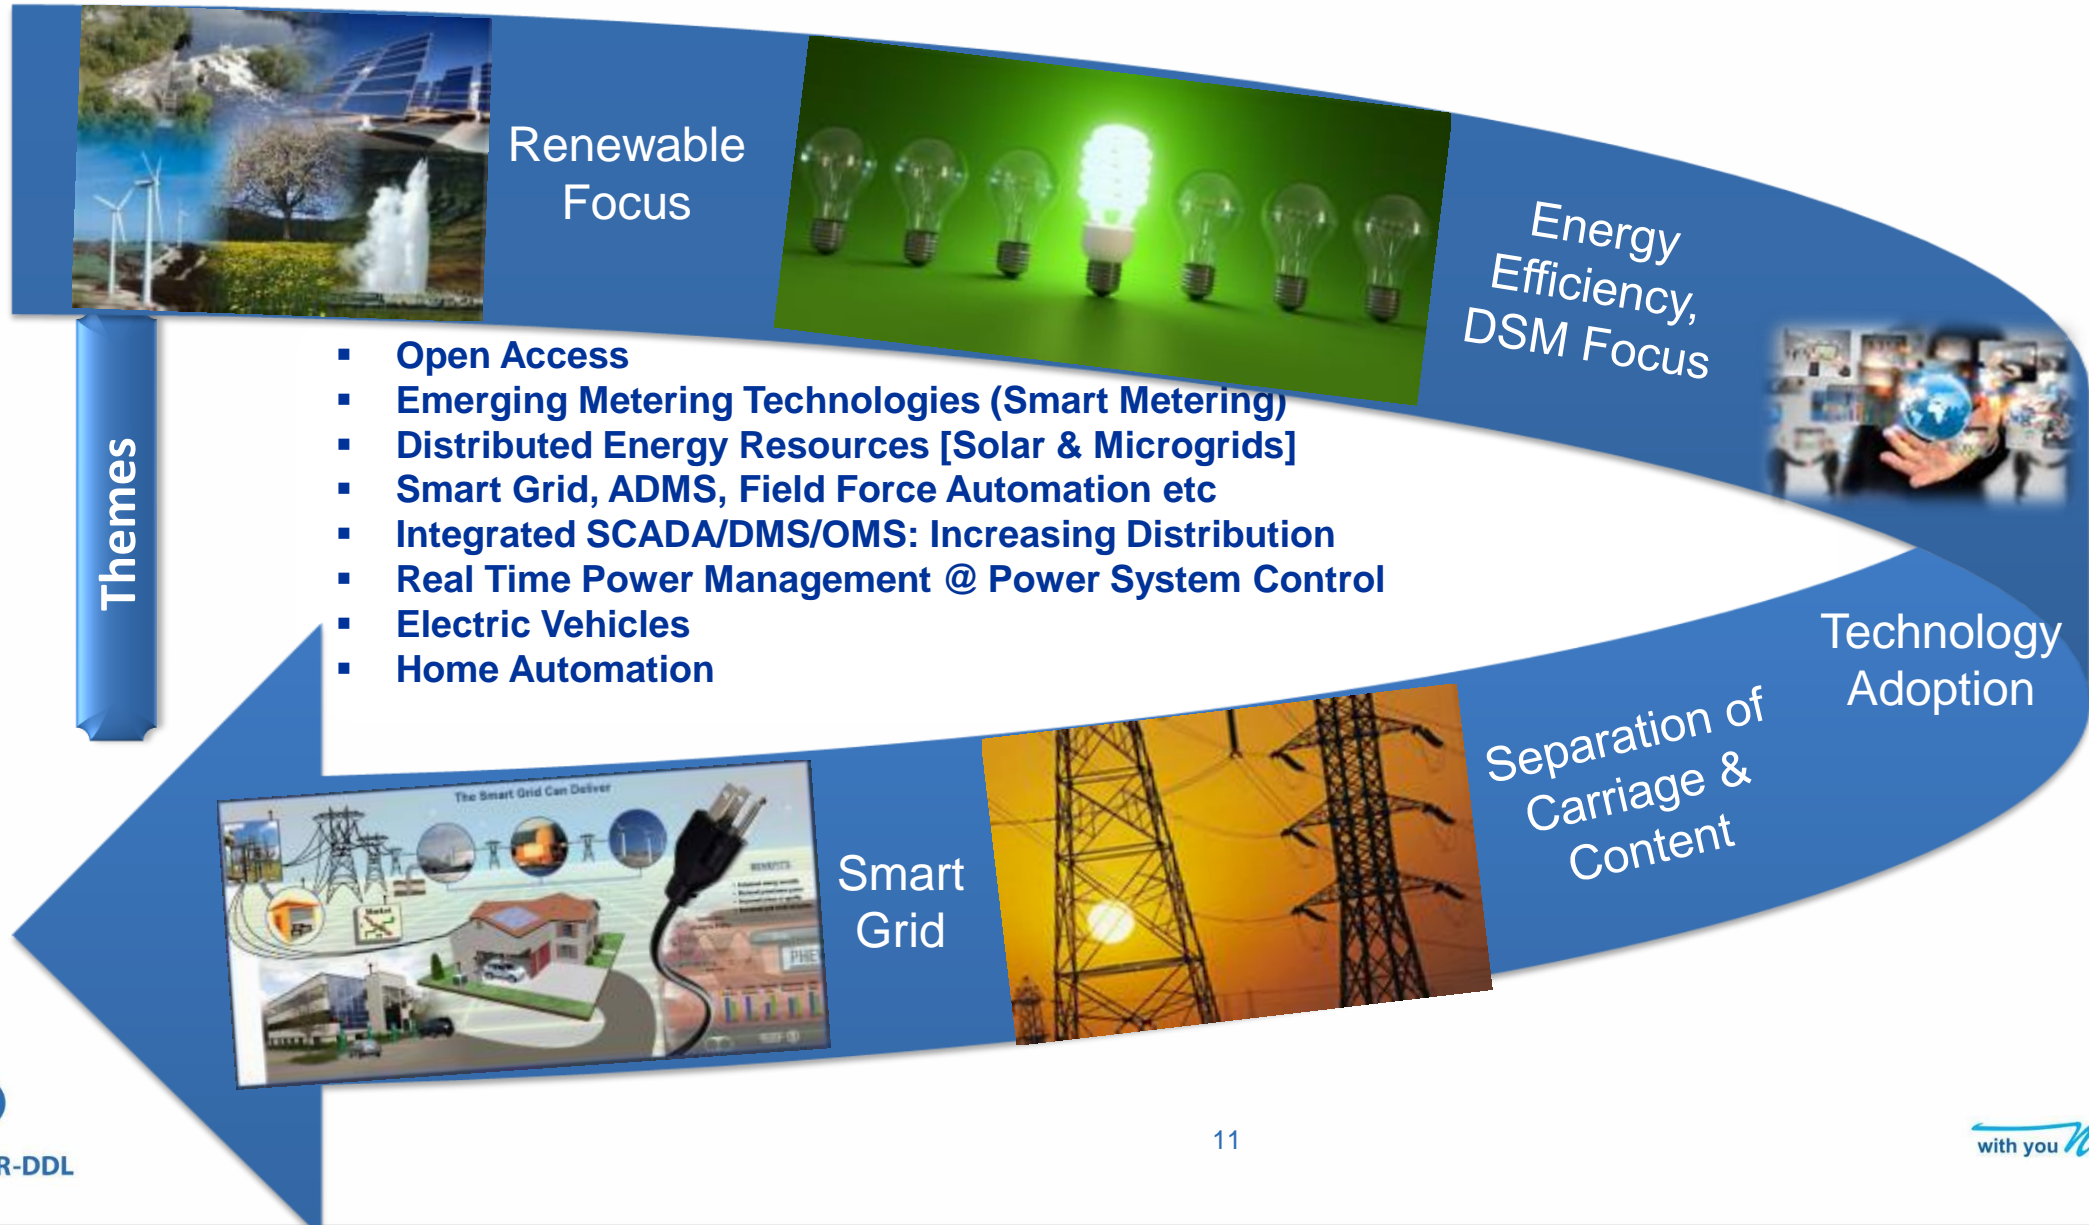 Renewable
Focus
Energy
Efficiency,
DSM Focus
Themes
▪ Open Access
▪ Emerging Metering Technologies (Smart Metering)
▪ Distributed Energy Resources [Solar & Microgrids]
▪ Smart Grid, ADMS, Field Force Automation etc
▪ Integrated SCADA/DMS/OMS: Increasing Distribution
▪ Real Time Power Management @ Power System Control
▪ Electric Vehicles
▪ Home Automation
Technology
Adoption
Separation of
Carriage &
Content
Smart
Grid
The Smart Grid Can Deliver
BENEFITS
Market
PHEV
11
R-DDL
with you